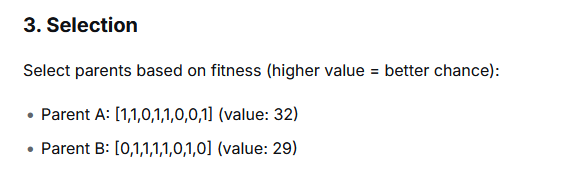 3. Selection
Select parents based on fitness (higher value = better chance):
• Parent A: [1,1,0,1,1,0,0,1] (value: 32)
• Parent B: [0,1,1,1,1,0,1,0] (value: 29)